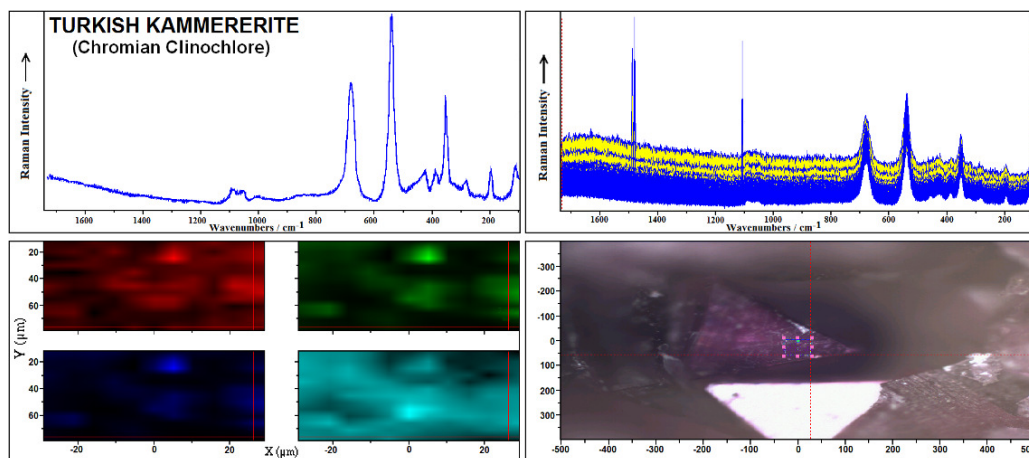 TURKISH KAMMERERITE
(Chromian Clinochlore)
Raman Intensity
1600 1400 1200 1000 800 600 400 200
Wavenumbers / cm-1
Raman Intensity
1600 1400 1200 1000 800 600 400 200
Wavenumbers / cm-1
20
40
60
20
40
60
Y (µm)
-20 0 20
X (µm)
-20 0 20
-300
-200
-100
0
100
200
300
-500 -400 -300 -200 -100 0 100 200 300 400